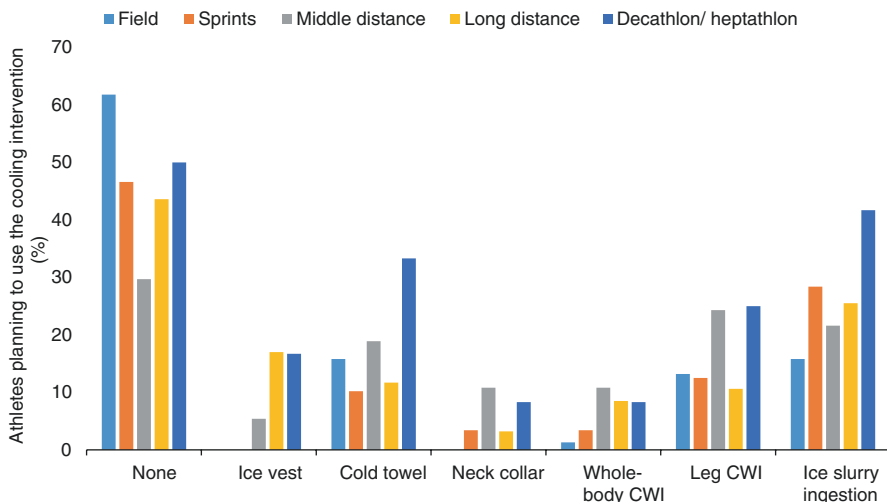 Field Sprints Middle distance Long distance Decathlon/ heptathlon
Athletes planning to use the cooling intervention
(%)
70
60
50
40
30
20
10
0
None Ice vest Cold towel Neck collar Whole- Leg CWI Ice slurry
body CWI ingestion